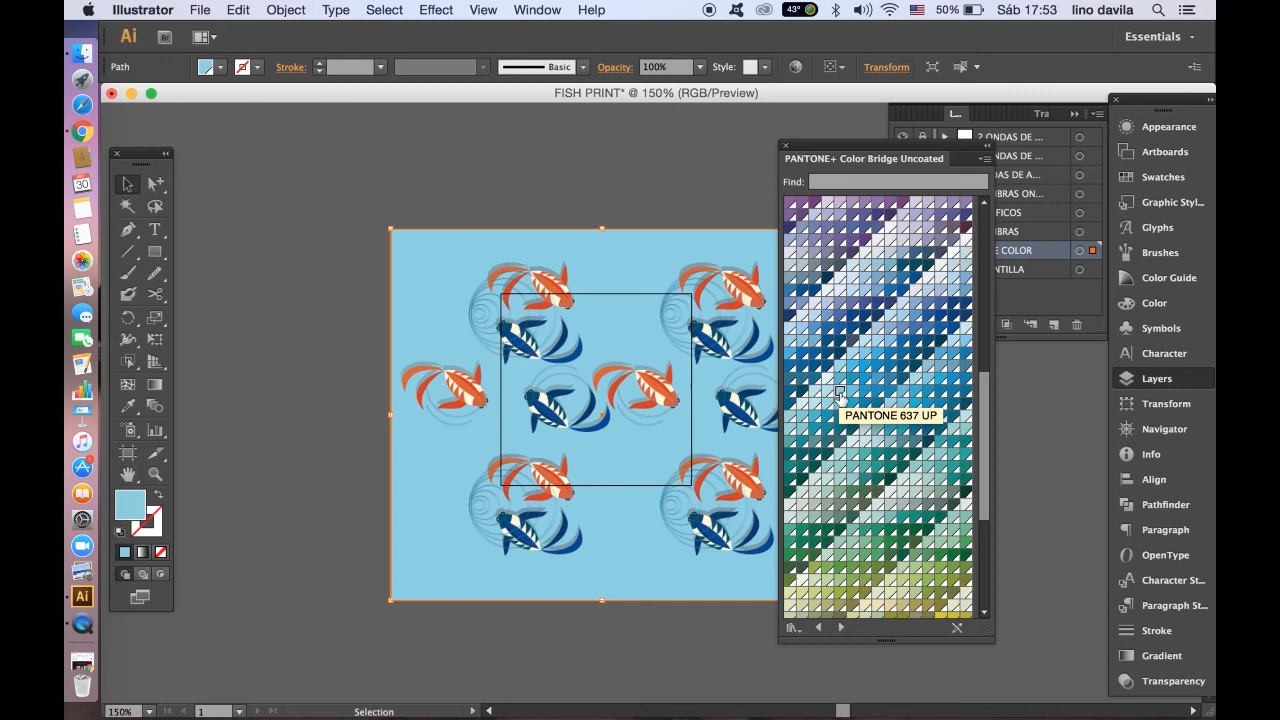 Illustrator File Edit Object Type Select Effect View Window Help 43° 50% Sáb 17:53 lino davila
Ai Br Essentials
Path Stroke: Basic Opacity: 100% Style: Transform
FISH PRINT* @ 150% (RGB/Preview)
L... Tra
2 ONDAS DE ...
ONDAS DE ...
DAS DE A...
BRAS ON...
FICOS
BRAS
E COLOR
NTILLA
PANTONE+ Color Bridge Uncoated
Find:
PANTONE 637 UP
Appearance
Artboards
Swatches
Graphic Styl...
Glyphs
Brushes
Color Guide
Color
Symbols
Character
Layers
Transform
Navigator
Info
Align
Pathfinder
Paragraph
OpenType
Character St...
Paragraph St...
Stroke
Gradient
Transparency
T
30
Ai
150% 1 Selection